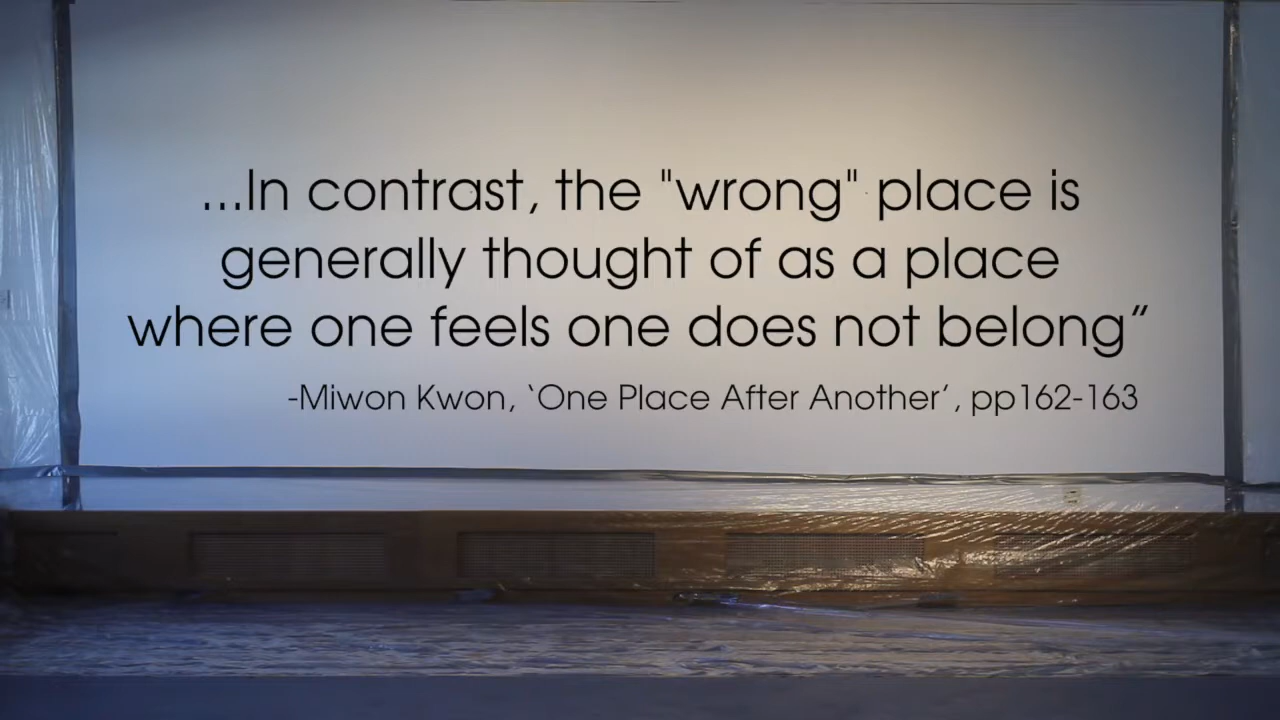 ...In contrast, the "wrong" place is
generally thought of as a place
where one feels one does not belong”
-Miwon Kwon, ‘One Place After Another’, pp162-163